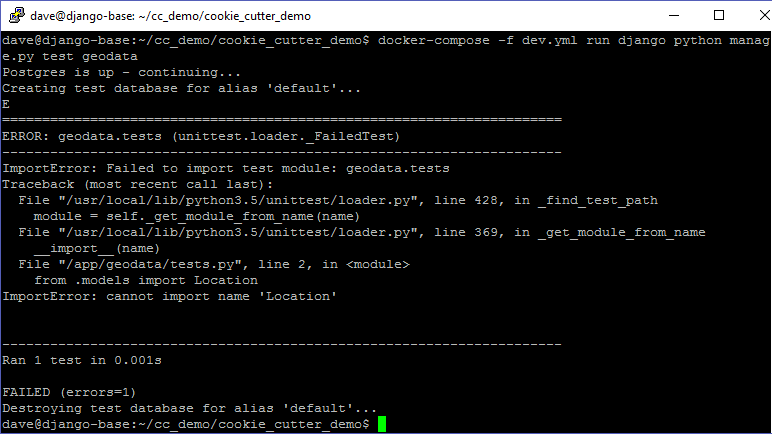 dave@django-base: ~/cc_demo/cookie_cutter_demo
dave@django-base:~/cc_demo/cookie_cutter_demo$ docker-compose -f dev.yml run django python manag
e.py test geodata
Postgres is up - continuing...
Creating test database for alias 'default'...
E
======================================================================
ERROR: geodata.tests (unittest.loader._FailedTest)
----------------------------------------------------------------------
ImportError: Failed to import test module: geodata.tests
Traceback (most recent call last):
  File "/usr/local/lib/python3.5/unittest/loader.py", line 428, in _find_test_path
    module = self._get_module_from_name(name)
  File "/usr/local/lib/python3.5/unittest/loader.py", line 369, in _get_module_from_name
    __import__(name)
  File "/app/geodata/tests.py", line 2, in <module>
    from .models import Location
ImportError: cannot import name 'Location'
----------------------------------------------------------------------
Ran 1 test in 0.001s
FAILED (errors=1)
Destroying test database for alias 'default'...
dave@django-base:~/cc_demo/cookie_cutter_demo$